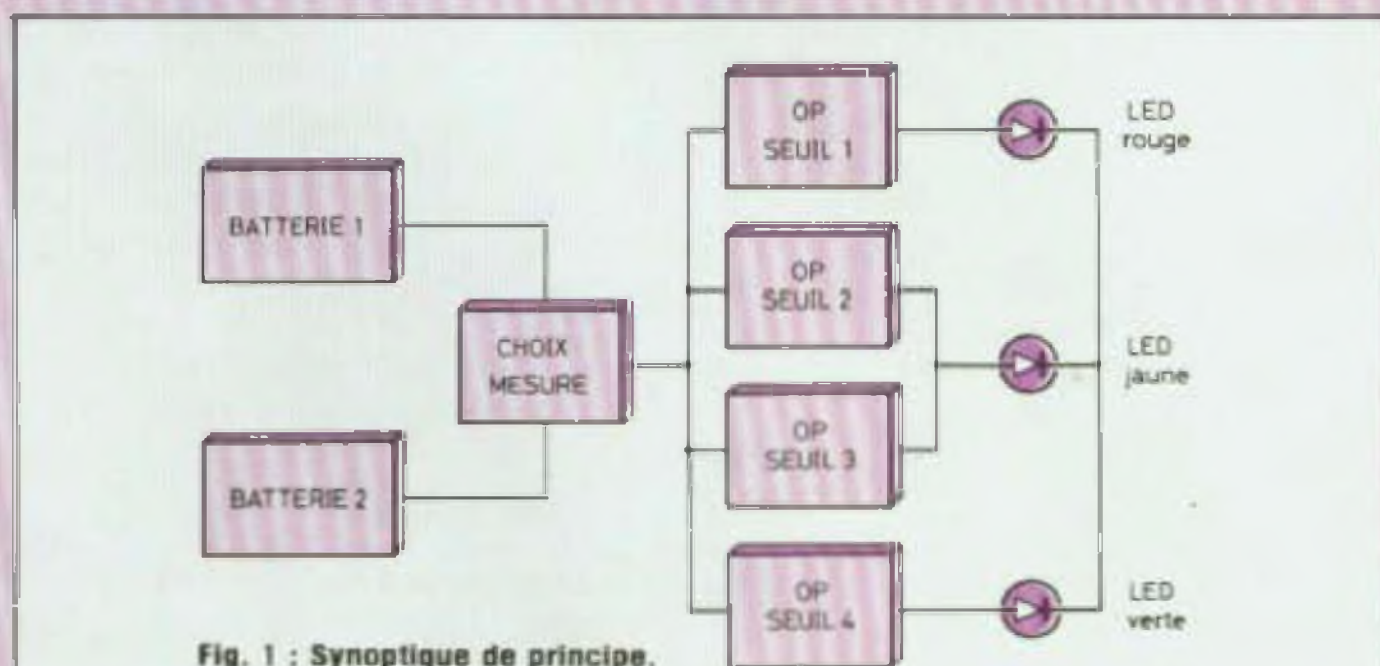 OP
SEUIL 1
LED
rouge
BATTERIE 1
OP
SEUIL 2
CHOIX
MESURE
LED
jaune
OP
SEUIL 3
BATTERIE 2
OP
SEUIL 4
LED
verte
Fig. 1 : Synoptique de principe.